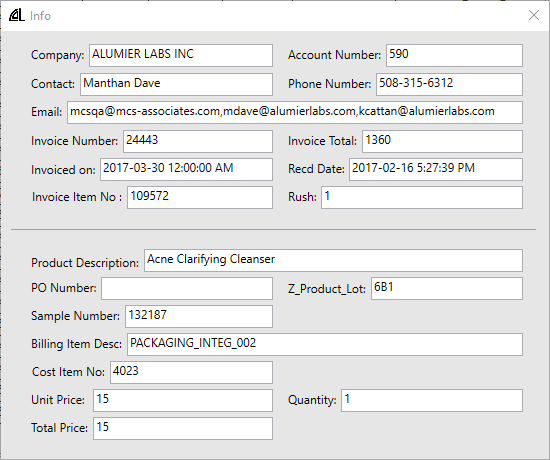 Info
Company: ALUMIER LABS INC Account Number: 590
Contact: Manthan Dave Phone Number: 508-315-6312
Email: mcsqa@mcs-associates.com,mdave@alumierlabs.com,kcattan@alumierlabs.com
Invoice Number: 24443 Invoice Total: 1360
Invoiced on: 2017-03-30 12:00:00 AM Recd Date: 2017-02-16 5:27:39 PM
Invoice Item No : 109572 Rush: 1
Product Description: Acne Clarifying Cleanser
PO Number: Z_Product_Lot: 6B1
Sample Number: 132187
Billing Item Desc: PACKAGING_INTEG_002
Cost Item No: 4023
Unit Price: 15 Quantity: 1
Total Price: 15